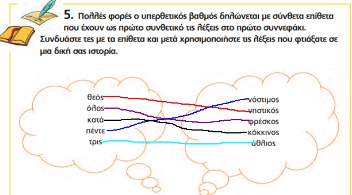 5. Πολλές φορές ο υπερθετικός βαθμός δηλώνεται με σύνθετα επίθετα
που έχουν ως πρώτο συνθετικό τις λέξεις στο πρώτο συννεφάκι.
Συνδυάστε τες με τα επίθετα και μετά χρησιμοποιήστε τις λέξεις που φτιάξατε σε
μια δική σας ιστορία.
θεός
νόστιμος
όλος
νηστικός
κατά
φρέσκος
πέντε
κόκκινος
τρις
άθλιος